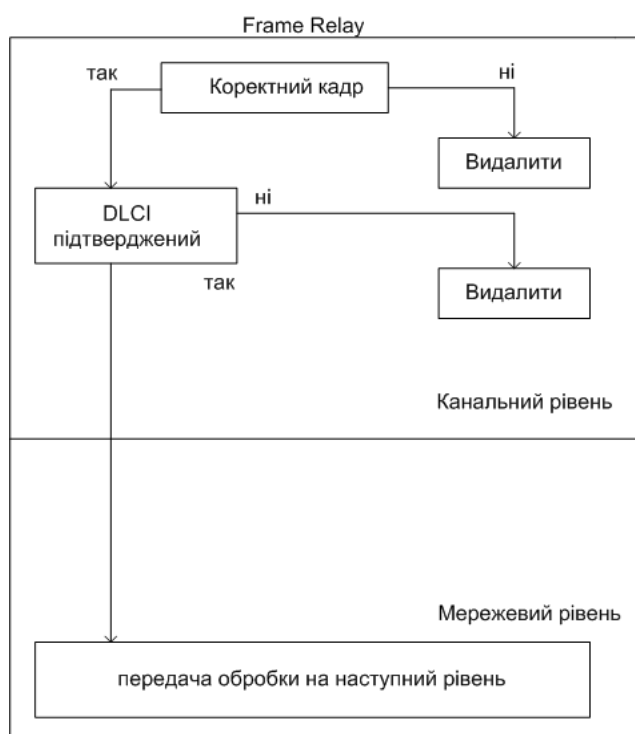 Frame Relay
так
Коректний кадр
ні
Видалити
DLCI
підтверджений
ні
так
Видалити
Канальний рівень
Мережевий рівень
передача обробки на наступний рівень